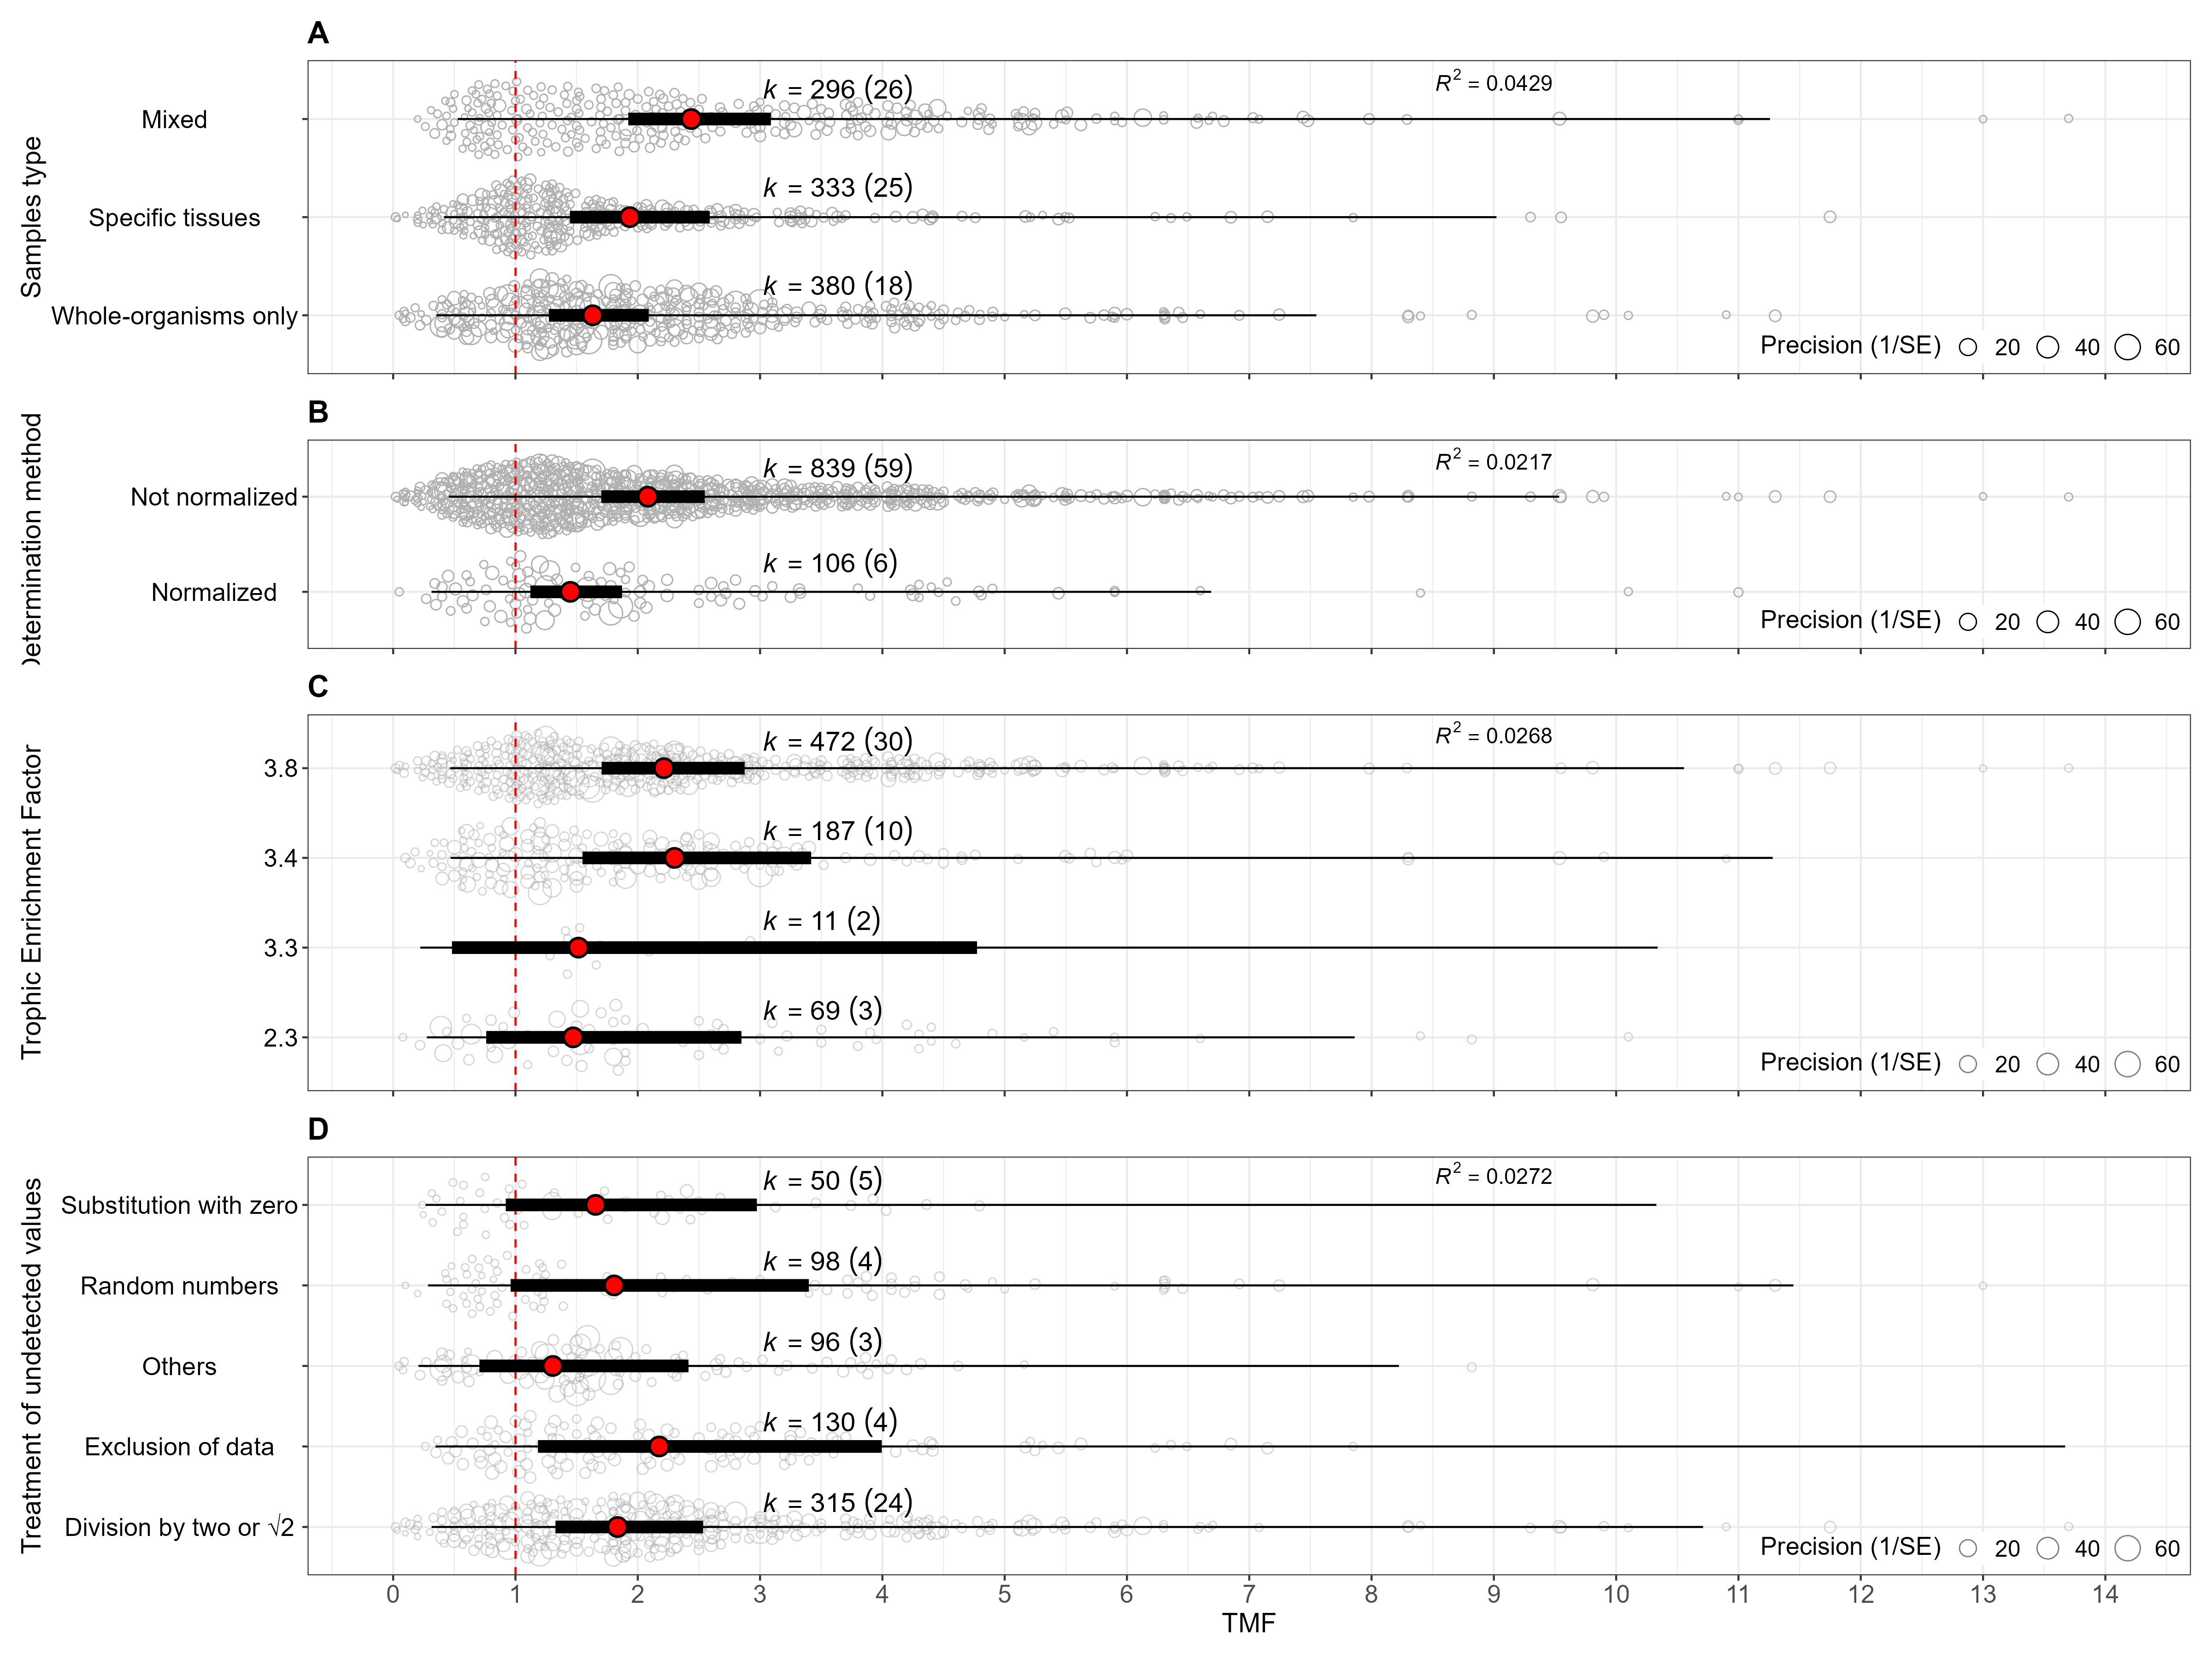 A
Samples type
Mixed
Specific tissues
Whole-organisms only
k = 296 (26)
k = 333 (25)
k = 380 (18)
R2 = 0.0429
Precision (1/SE) 20 40 60
B
method
Not normalized
Normalized
k = 839 (59)
k = 106 (6)
R2 = 0.0217
Precision (1/SE) 20 40 60
C
Trophic Enrichment Factor
3.8
3.4
3.3
2.3
k = 472 (30)
k = 187 (10)
k = 11 (2)
k = 69 (3)
R2 = 0.0268
Precision (1/SE) 20 40 60
D
Treatment of undetected values
Substitution with zero
Random numbers
Others
Exclusion of data
Division by two or √2
k = 50 (5)
k = 98 (4)
k = 96 (3)
k = 130 (4)
k = 315 (24)
R2 = 0.0272
Precision (1/SE) 20 40 60
0 1 2 3 4 5 6 7 8 9 10 11 12 13 14
TMF